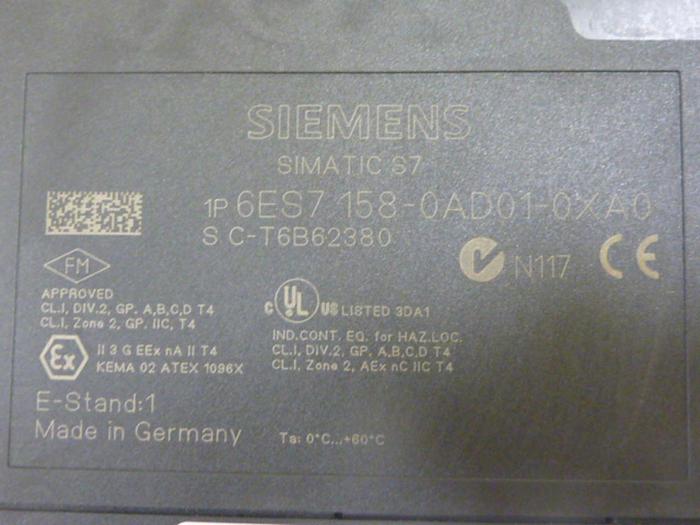 SIEMENS
SIMATIC S7
1P 6ES7 158-0AD01-0XA0
S C-T6B62380
N117 CE
FM
APPROVED
CL.I, DIV.2, GP. A,B,C,D T4
CL.I, Zone 2, GP. IIC, T4
C UL US LISTED 3DA1
IND.CONT. EQ. for HAZ.LOC.
CL.I, DIV.2, GP. A,B,C,D T4
CL.I, Zone 2, AEx nC IIC T4
Ex II 3 G EEx nA II T4
KEMA 02 ATEX 1096X
E-Stand:1
Made in Germany
Ta: 0°C...+60°C